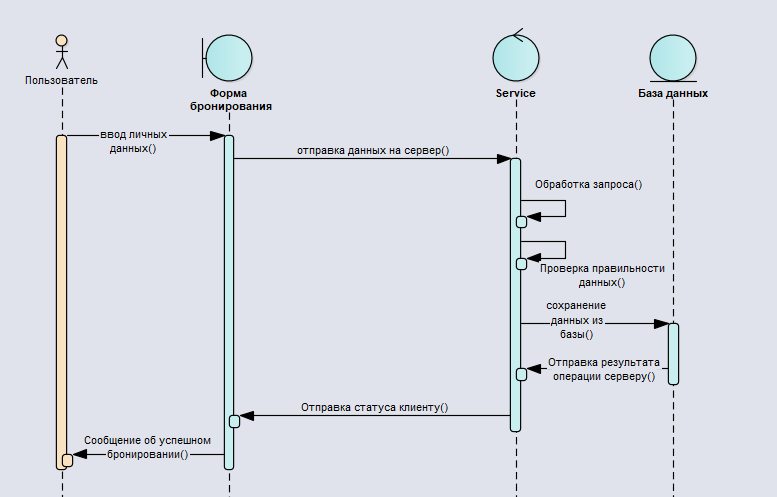 Пользователь
Форма
бронирования
Service
База данных
ввод личных
данных()
отправка данных на сервер()
Обработка запроса()
Проверка правильности
данных()
сохранение
данных из
базы()
Отправка результата
операции серверу()
Отправка статуса клиенту()
Сообщение об успешном
бронировании()